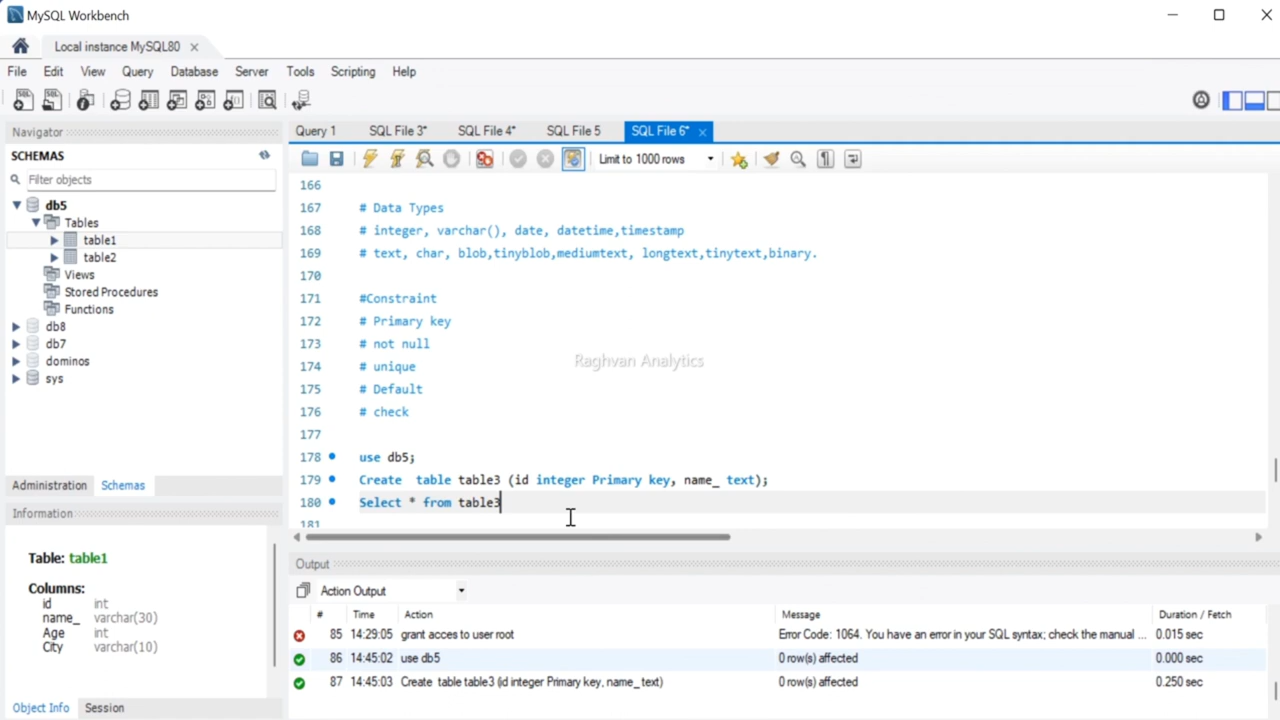 MySQL Workbench
Local instance MySQL80
File Edit View Query Database Server Tools Scripting Help
Navigator
SCHEMAS
Filter objects
db5
Tables
table1
table2
Views
Stored Procedures
Functions
db8
db7
dominos
sys
Administration Schemas
Information
Table: table1
Columns:
id int
name_ varchar(30)
Age int
City varchar(10)
Object Info Session
Query 1 SQL File 3* SQL File 4* SQL File 5 SQL File 6*
Limit to 1000 rows
166
167 # Data Types
168 # integer, varchar(), date, datetime,timestamp
169 # text, char, blob,tinyblob,mediumtext, longtext,tinytext,binary.
170
171 #Constraint
172 # Primary key
173 # not null
Raghvan Analytics
174 # unique
175 # Default
176 # check
177
178 use db5;
179 Create table table3 (id integer Primary key, name_ text);
180 Select * from table3
181
Output
Action Output
# Time Action Message Duration / Fetch
85 14:29:05 grant acces to user root Error Code: 1064. You have an error in your SQL syntax; check the manual ... 0.015 sec
86 14:45:02 use db5 0 row(s) affected 0.000 sec
87 14:45:03 Create table table3 (id integer Primary key, name_ text) 0 row(s) affected 0.250 sec